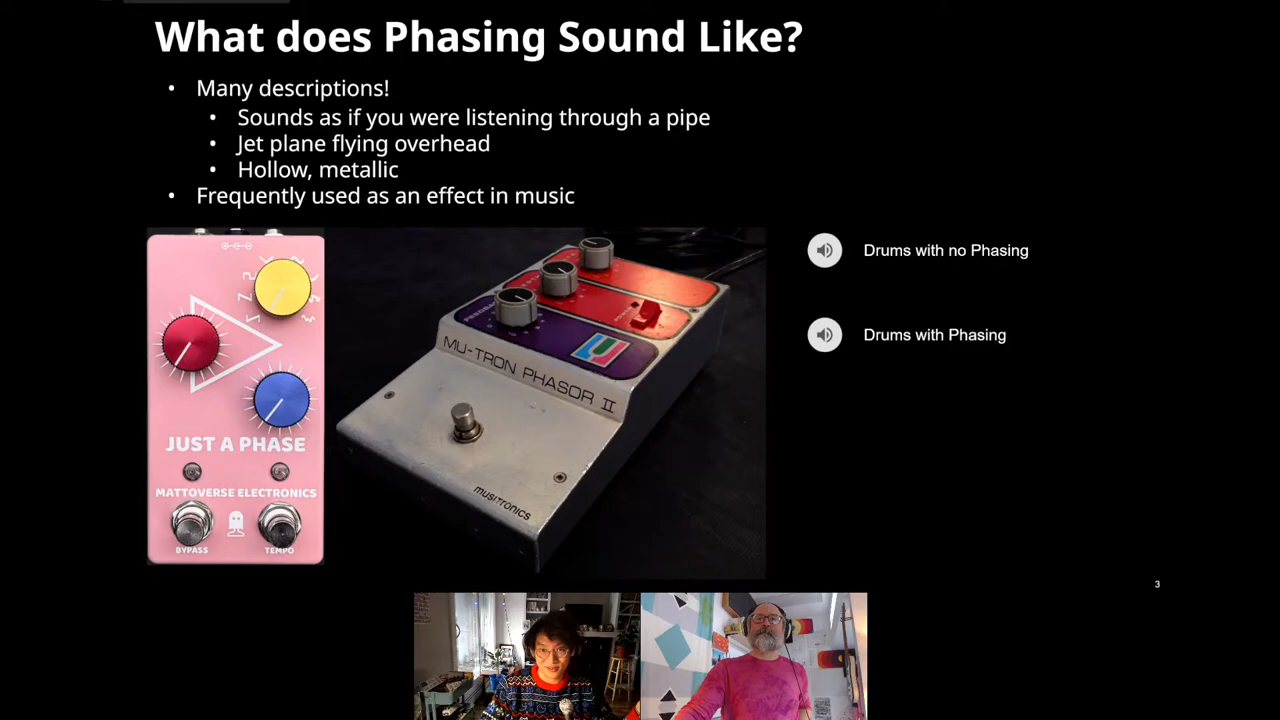 What does Phasing Sound Like?
• Many descriptions!
• Sounds as if you were listening through a pipe
• Jet plane flying overhead
• Hollow, metallic
• Frequently used as an effect in music
JUST A PHASE
MATTOVERSE ELECTRONICS
BYPASS
TEMPO
FEEDBACK
MU-TRON PHASOR II
musitronics
Drums with no Phasing
Drums with Phasing
3